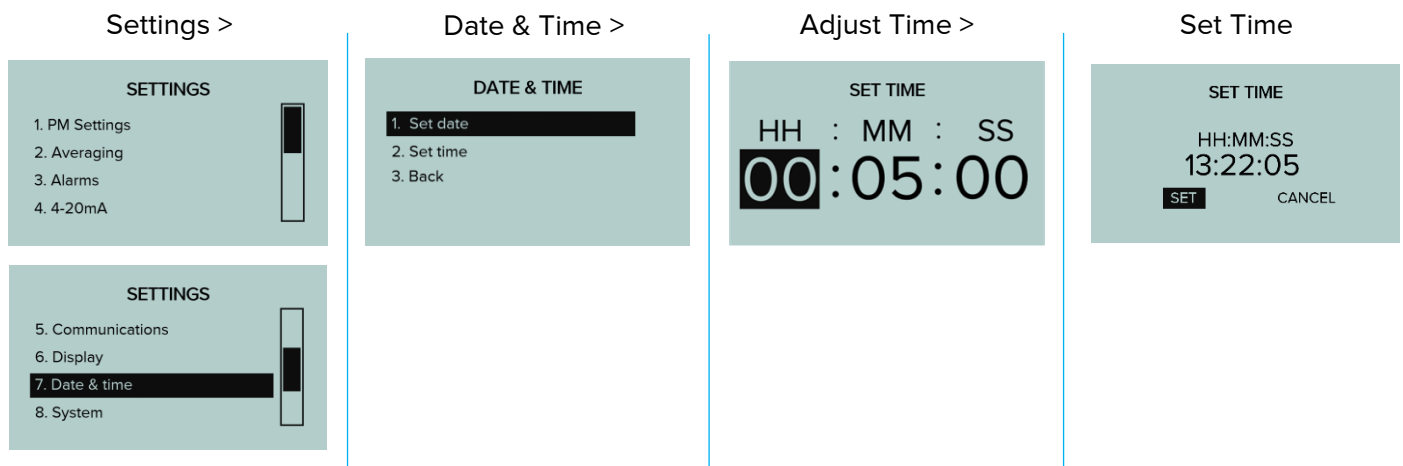 Settings >
SETTINGS
1. PM Settings
2. Averaging
3. Alarms
4. 4-20mA
SETTINGS
5. Communications
6. Display
7. Date & time
8. System
Date & Time >
DATE & TIME
1. Set date
2. Set time
3. Back
Adjust Time >
SET TIME
HH : MM : SS
00:05:00
Set Time
SET TIME
HH:MM:SS
13:22:05
SET CANCEL